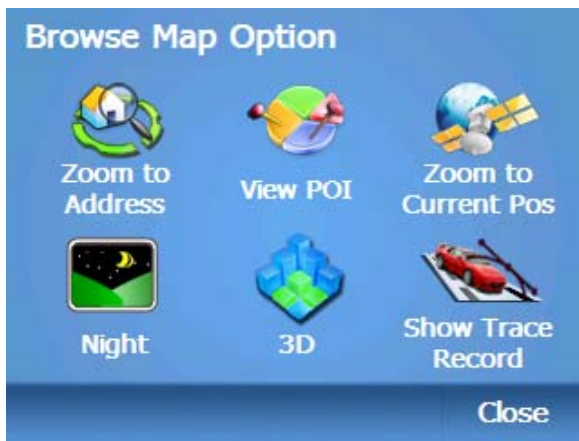 Browse Map Option
Zoom to
Address
View POI
Zoom to
Current Pos
Night
3D
Show Trace
Record
Close